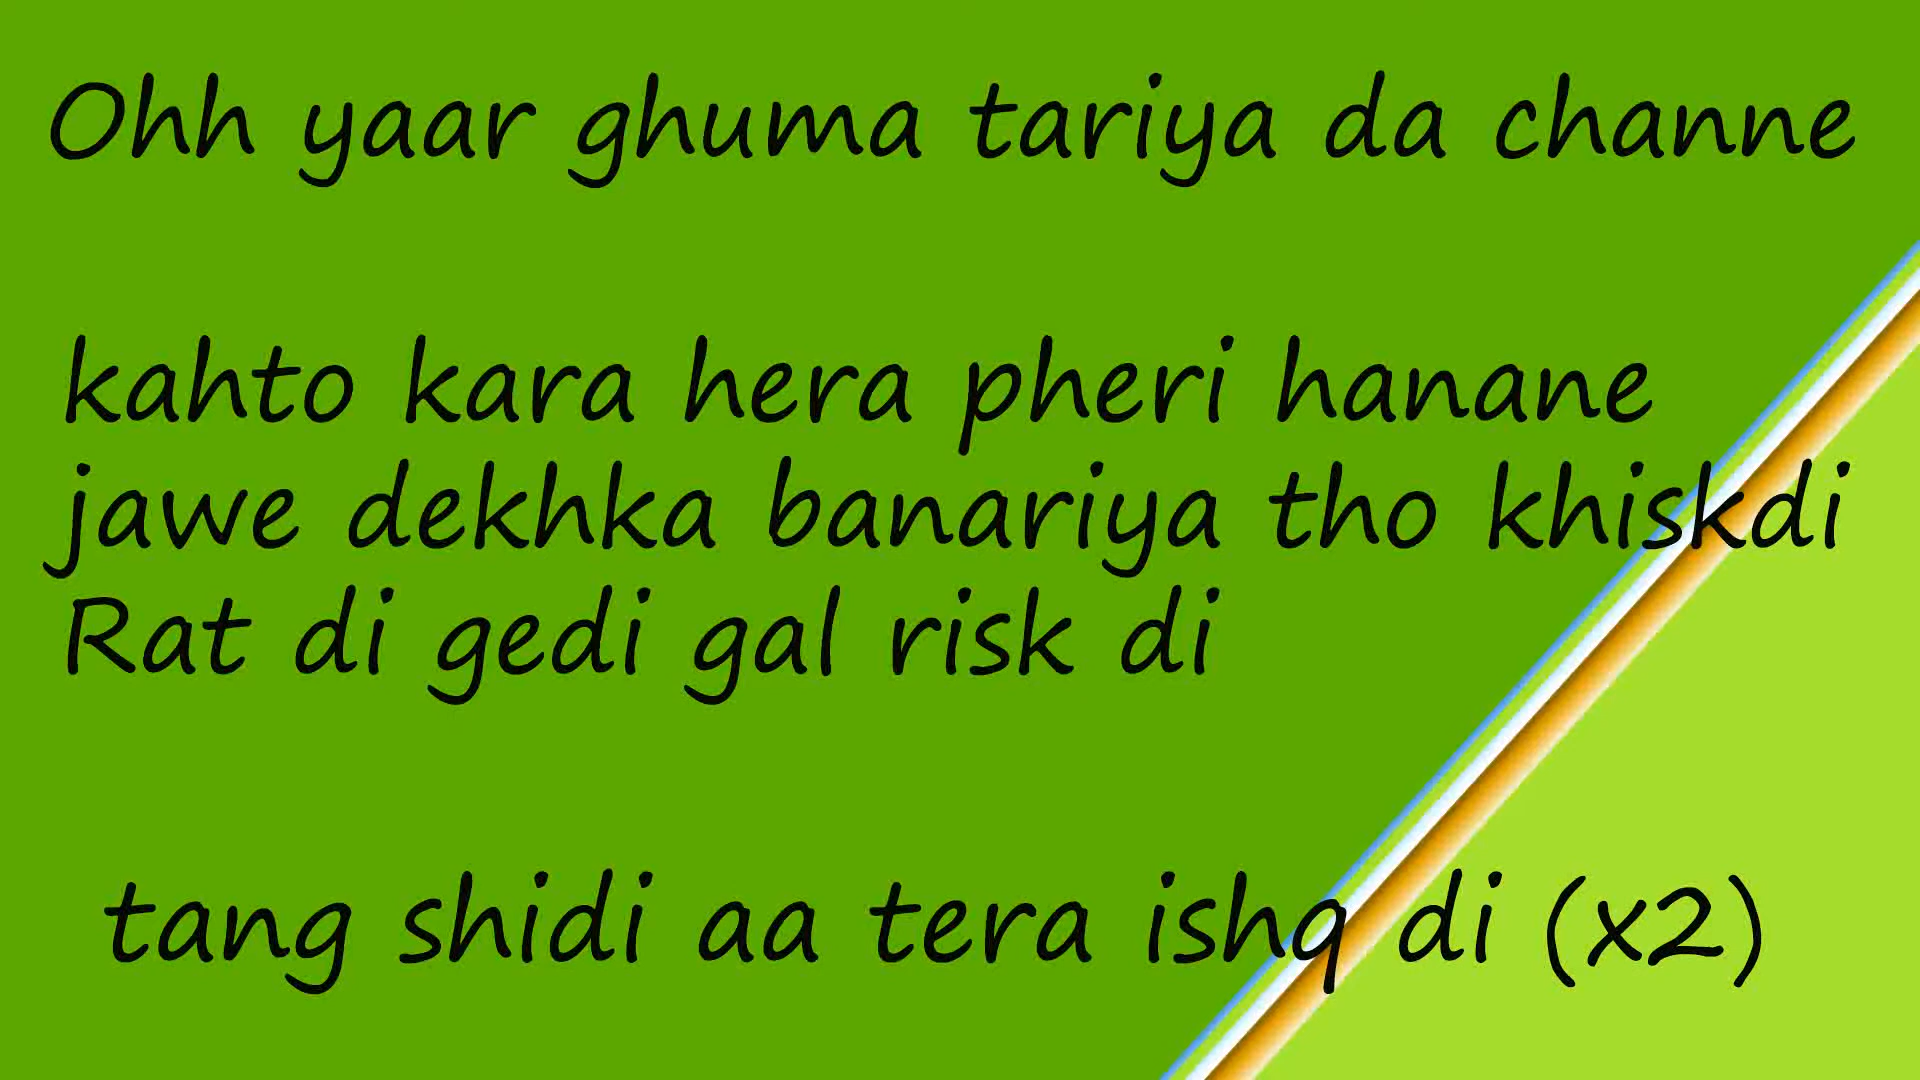 Ohh yaar ghuma tariya da channe
kahto kara hera pheri hanane
jawe dekhka banariya tho khiskdi
Rat di gedi gal risk di
tang shidi aa tera ishq di (x2)